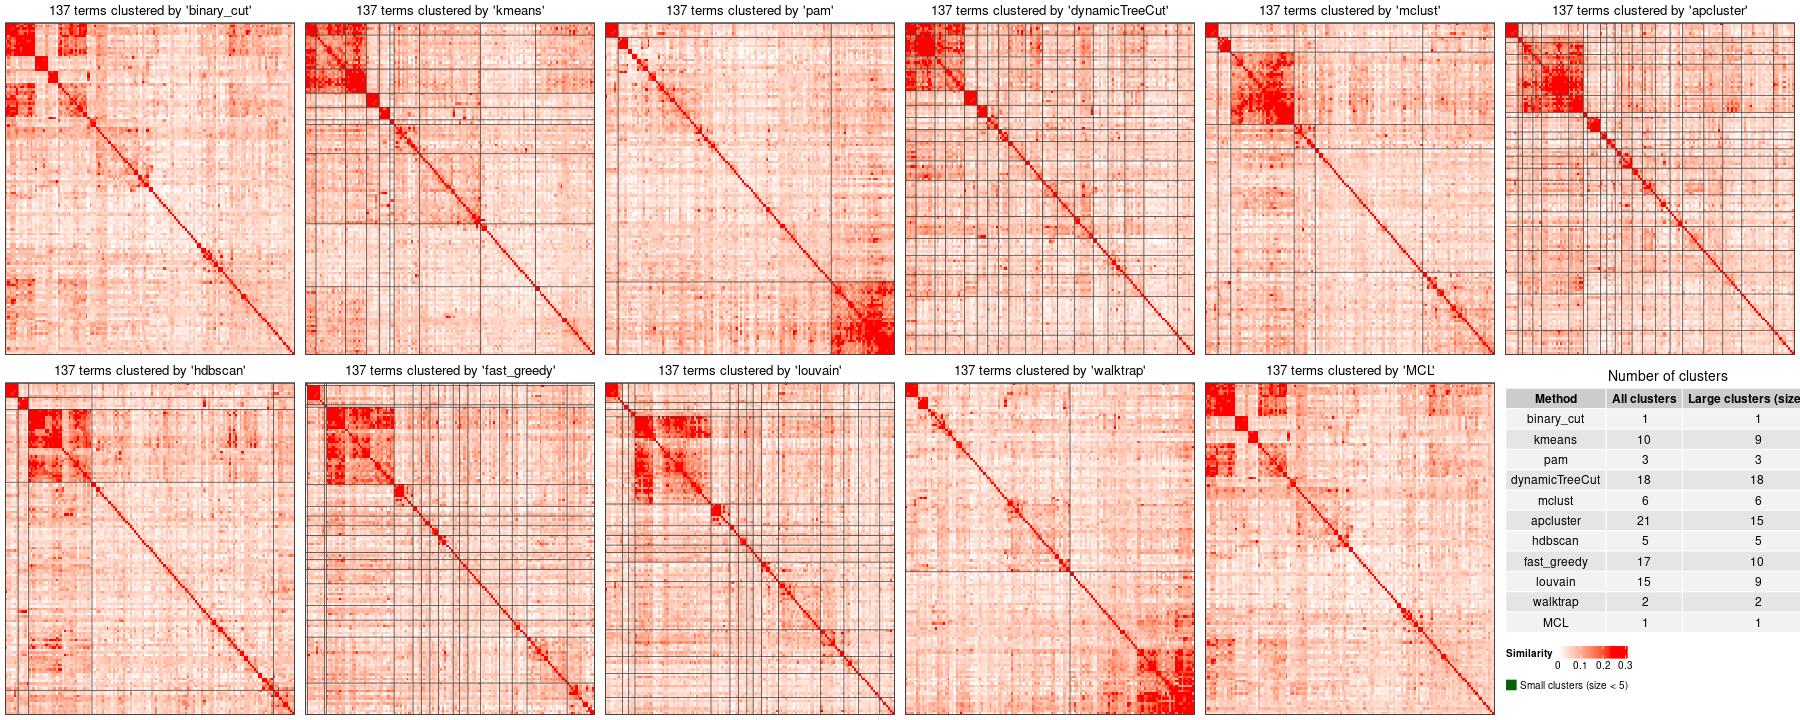 137 terms clustered by 'binary_cut'
137 terms clustered by 'kmeans'
137 terms clustered by 'pam'
137 terms clustered by 'dynamicTreeCut'
137 terms clustered by 'mclust'
137 terms clustered by 'apcluster'
137 terms clustered by 'hdbscan'
137 terms clustered by 'fast_greedy'
137 terms clustered by 'louvain'
137 terms clustered by 'walktrap'
137 terms clustered by 'MCL'
Number of clusters
Method All clusters Large clusters (size
binary_cut 1 1
kmeans 10 9
pam 3 3
dynamicTreeCut 18 18
mclust 6 6
apcluster 21 15
hdbscan 5 5
fast_greedy 17 10
louvain 15 9
walktrap 2 2
MCL 1 1
Similarity
0 0.1 0.2 0.3
Small clusters (size < 5)